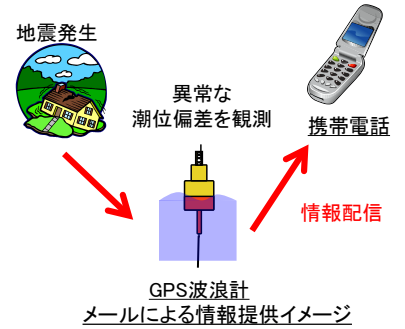 地震発生
異常な
潮位偏差を観測
携帯電話
情報配信
GPS波浪計
メールによる情報提供イメージ